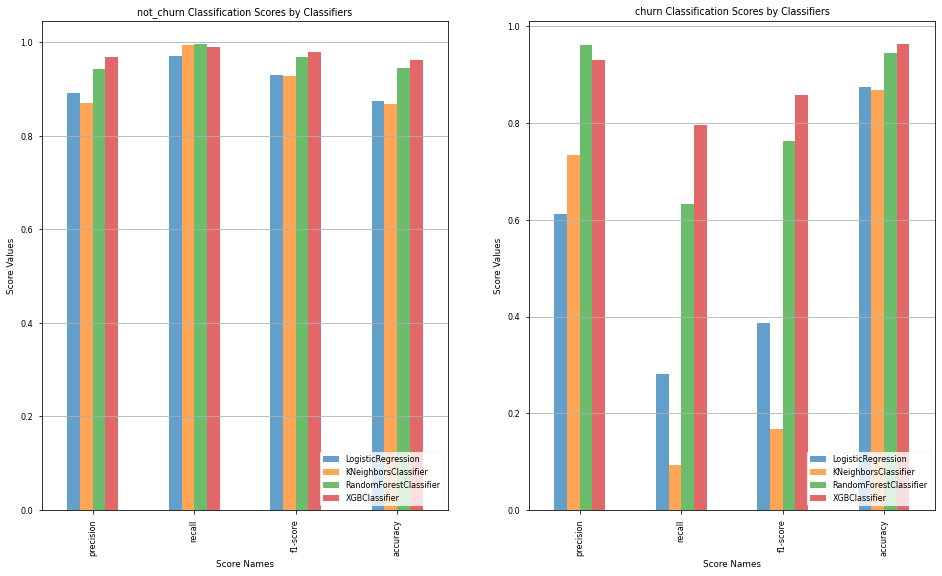 not_churn Classification Scores by Classifiers
1.0
0.8
0.6
0.4
0.2
0.0
Score Values
precision
recall
f1-score
accuracy
Score Names
LogisticRegression
KNeighborsClassifier
RandomForestClassifier
XGBClassifier
churn Classification Scores by Classifiers
1.0
0.8
0.6
0.4
0.2
0.0
Score Values
precision
recall
f1-score
accuracy
Score Names
LogisticRegression
KNeighborsClassifier
RandomForestClassifier
XGBClassifier